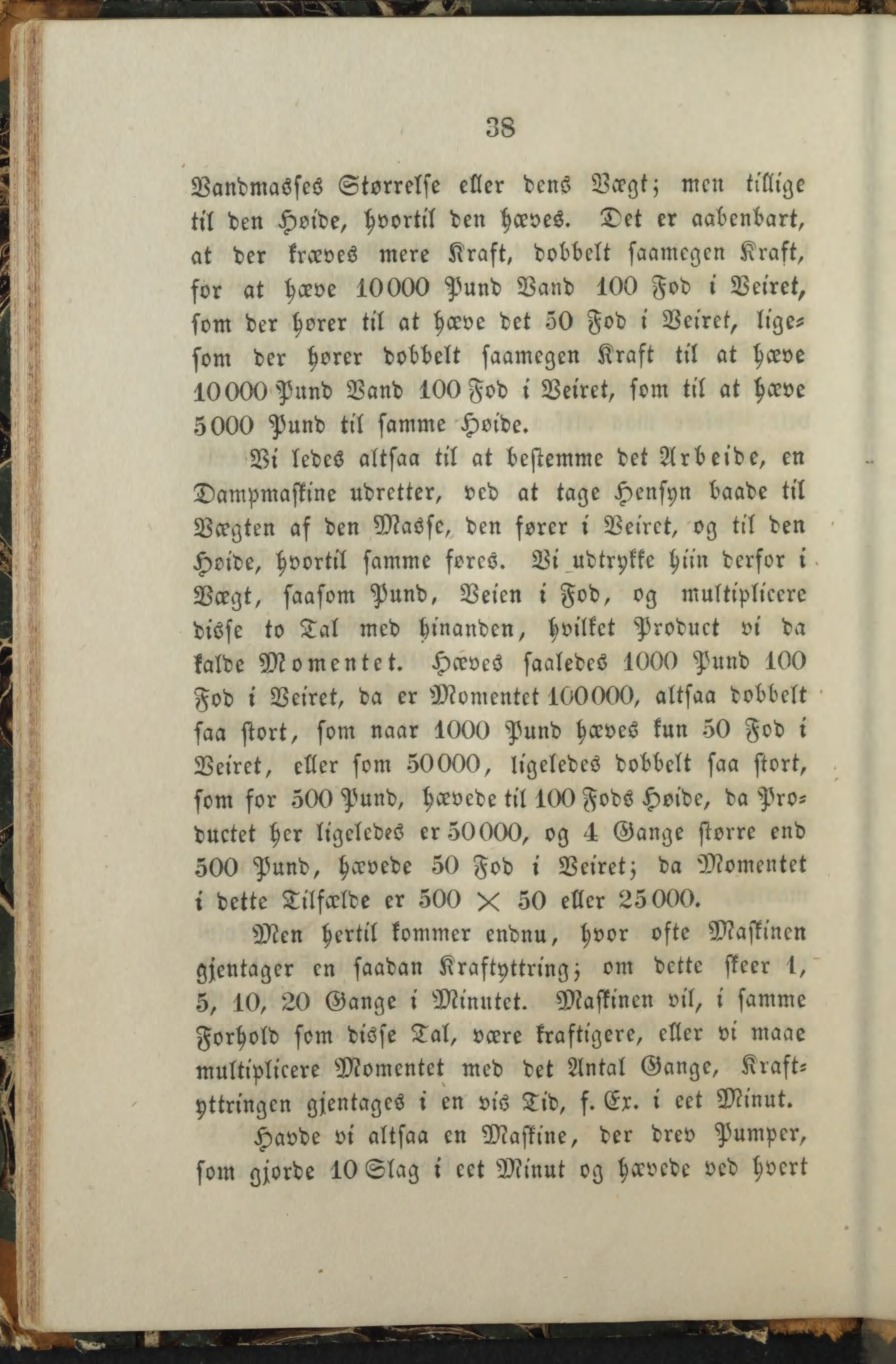 38
Vandmasses Størrelse eller dens Vægt; men tillige
til den Høide, hvortil den hæves. Det er aabenbart,
at der kræves mere Kraft, dobbelt saamegen Kraft,
for at hæve 10000 Pund Vand 100 Fod i Veiret,
som der hører til at hæve det 50 Fod i Veiret, lige-
som der hører dobbelt saamegen Kraft til at hæve
10000 Pund Vand 100 Fod i Veiret, som til at hæve
5000 Pund til samme Høide.
Vi ledes altsaa til at bestemme det Arbeide, en
Dampmaskine udretter, ved at tage Hensyn baade til
Vægten af den Masse, den fører i Veiret, og til den
Høide, hvortil samme føres. Vi udtrykke hiin derfor i
Vægt, saasom Pund, Veien i Fod, og multiplicere
disse to Tal med hinanden, hvilket Product vi da
kalde Momentet. Hæves saaledes 1000 Pund 100
Fod i Veiret, da er Momentet 100000, altsaa dobbelt
saa stort, som naar 1000 Pund hæves kun 50 Fod i
Veiret, eller som 50000, ligeledes dobbelt saa stort,
som for 500 Pund, hævede til 100 Fods Høide, da Pro-
ductet her ligeledes er 50000, og 4 Gange større end
500 Pund, hævede 50 Fod i Veiret; da Momentet
i dette Tilfælde er 500 × 50 eller 25000.
Men hertil kommer endnu, hvor ofte Maskinen
gjentager en saadan Kraftyttring; om dette skeer 1,
5, 10, 20 Gange i Minutet. Maskinen vil, i samme
Forhold som disse Tal, være kraftigere, eller vi maae
multiplicere Momentet med det Antal Gange, Kraft-
yttringen gjentages i en vis Tid, f. Ex. i eet Minut.
Havde vi altsaa en Maskine, der drev Pumper,
som gjorde 10 Slag i eet Minut og hævede ved hvert